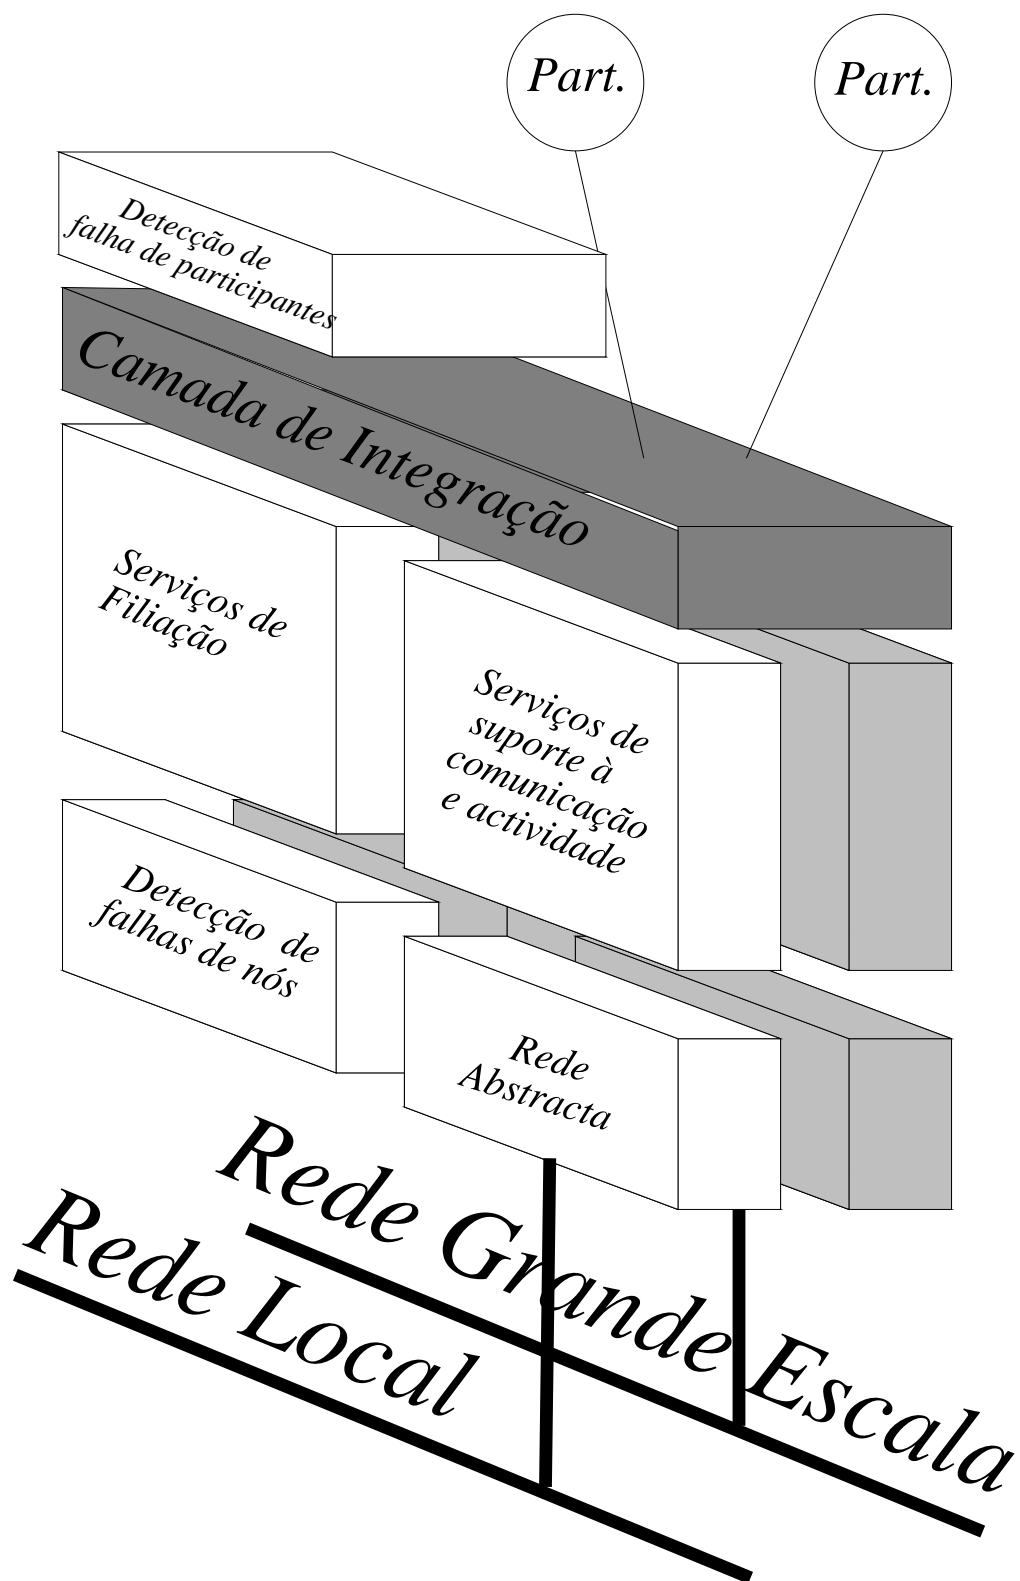 Part.
Part.
Detecção de
falha de participantes
Camada de Integração
Serviços de
Filiação
Serviços de
suporte à
comunicação
e actividade
Detecção de
falhas de nós
Rede
Abstracta
Rede Grande Escala
Rede Local